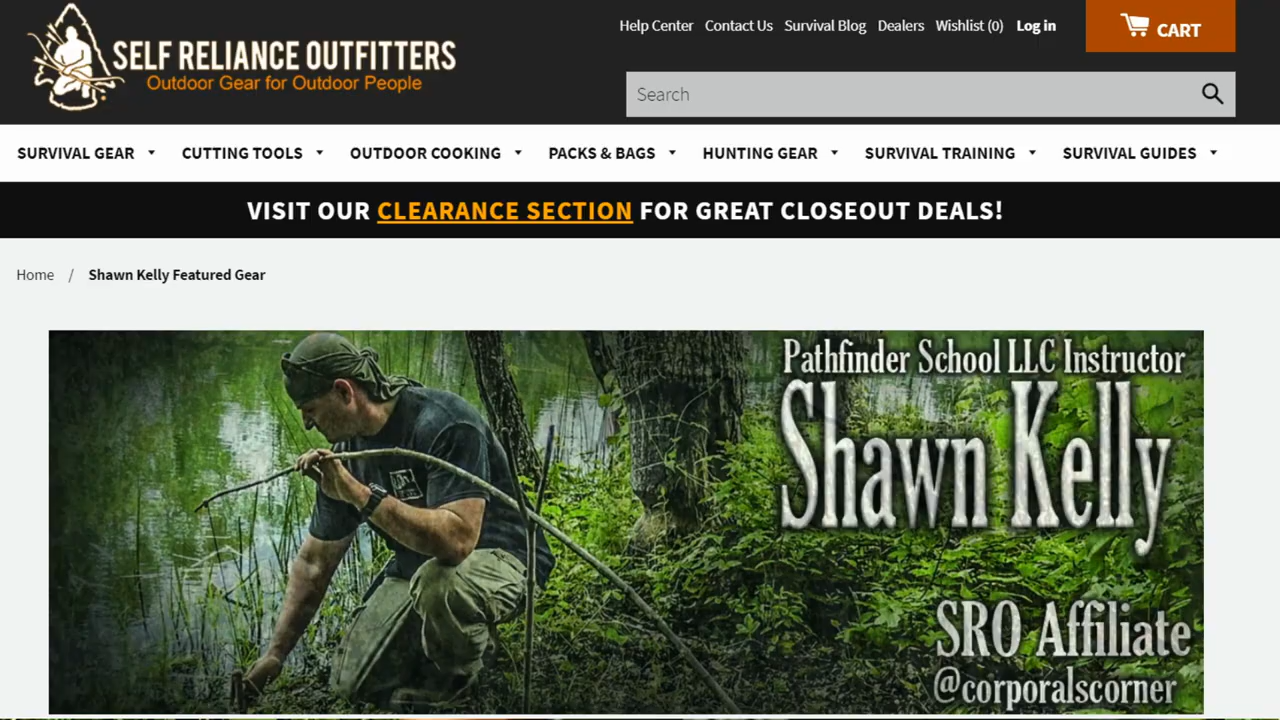 Help Center Contact Us Survival Blog Dealers Wishlist (0) Log in CART
SELF RELIANCE OUTFITTERS
Outdoor Gear for Outdoor People
Search
SURVIVAL GEAR CUTTING TOOLS OUTDOOR COOKING PACKS & BAGS HUNTING GEAR SURVIVAL TRAINING SURVIVAL GUIDES
VISIT OUR CLEARANCE SECTION FOR GREAT CLOSEOUT DEALS!
Home / Shawn Kelly Featured Gear
Pathfinder School LLC Instructor
Shawn Kelly
SRO Affiliate
@corporalscorner